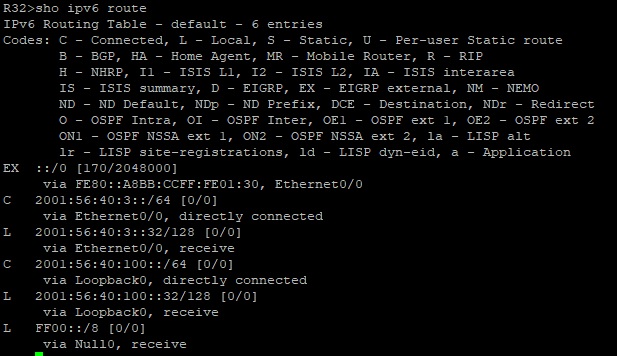 R32>sho ipv6 route
IPv6 Routing Table - default - 6 entries
Codes: C - Connected, L - Local, S - Static, U - Per-user Static route
       B - BGP, HA - Home Agent, MR - Mobile Router, R - RIP
       H - NHRP, I1 - ISIS L1, I2 - ISIS L2, IA - ISIS interarea
       IS - ISIS summary, D - EIGRP, EX - EIGRP external, NM - NEMO
       ND - ND Default, NDp - ND Prefix, DCE - Destination, NDr - Redirect
       O - OSPF Intra, OI - OSPF Inter, OE1 - OSPF ext 1, OE2 - OSPF ext 2
       ON1 - OSPF NSSA ext 1, ON2 - OSPF NSSA ext 2, la - LISP alt
       lr - LISP site-registrations, ld - LISP dyn-eid, a - Application
EX  ::/0 [170/2048000]
     via FE80::A8BB:CCFF:FE01:30, Ethernet0/0
C   2001:56:40:3::/64 [0/0]
     via Ethernet0/0, directly connected
L   2001:56:40:3::32/128 [0/0]
     via Ethernet0/0, receive
C   2001:56:40:100::/64 [0/0]
     via Loopback0, directly connected
L   2001:56:40:100::32/128 [0/0]
     via Loopback0, receive
L   FF00::/8 [0/0]
     via Null0, receive